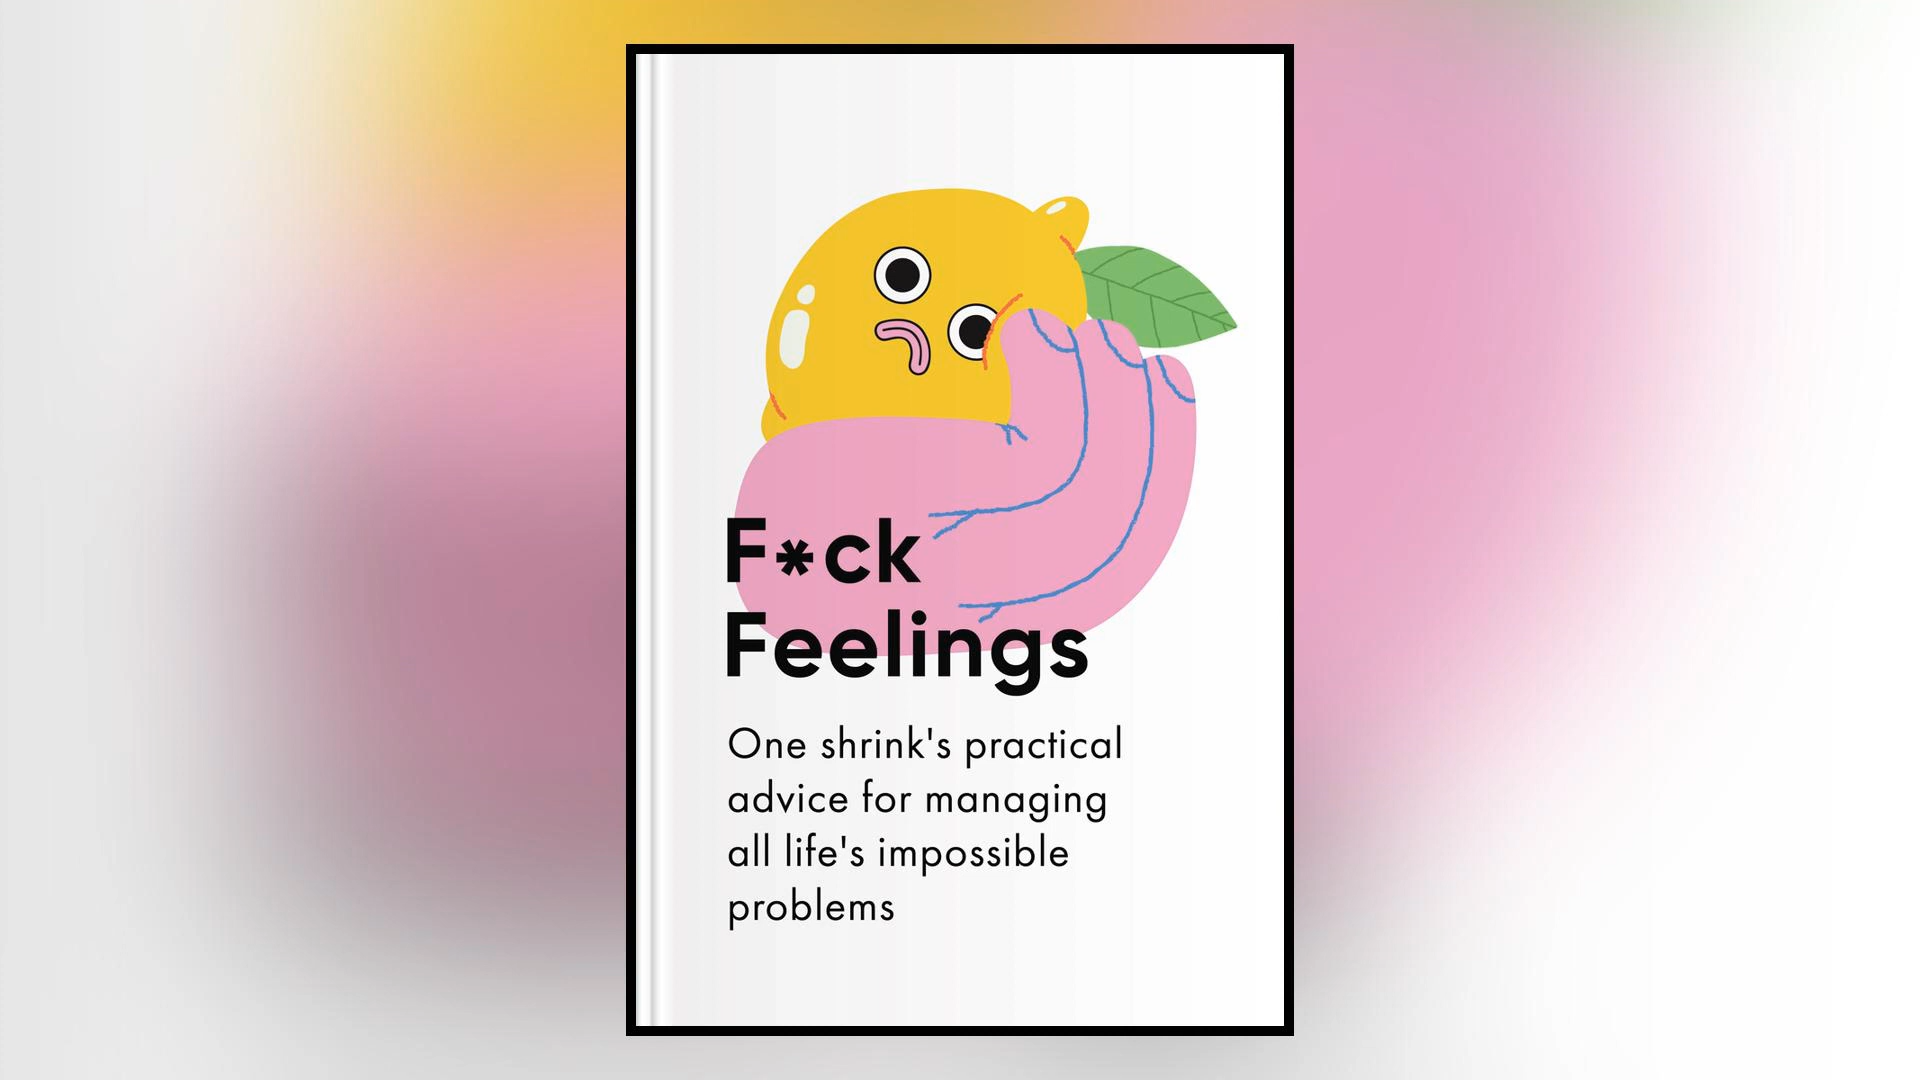 F*ck
Feelings
One shrink's practical
advice for managing
all life's impossible
problems